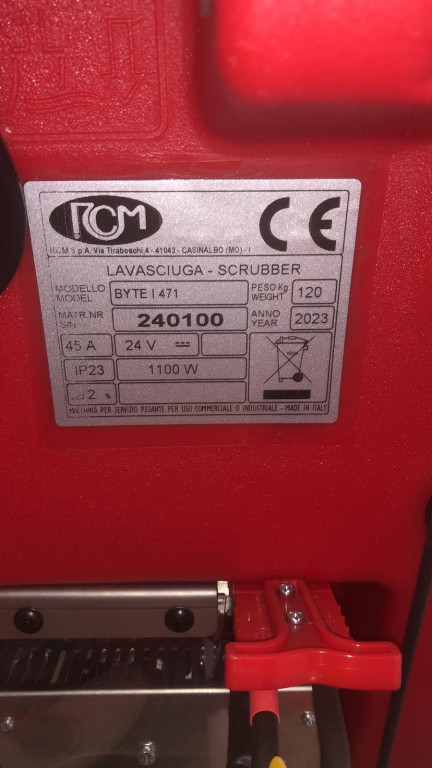 RCM
CE
RCM S.p.A. Via Tiraboschi,4 - 41043 - CASINALBO (MO) - I
LAVASCIUGA - SCRUBBER
MODELLO
MODEL
BYTE I 471
PESO Kg.
WEIGHT
120
MATR.NR
S/N
240100
ANNO
YEAR
2023
45 A
24 V
IP23
1100 W
2 %
MACCHINA PER SERVIZIO PESANTE PER USO COMMERCIALE O INDUSTRIALE - MADE IN ITALY